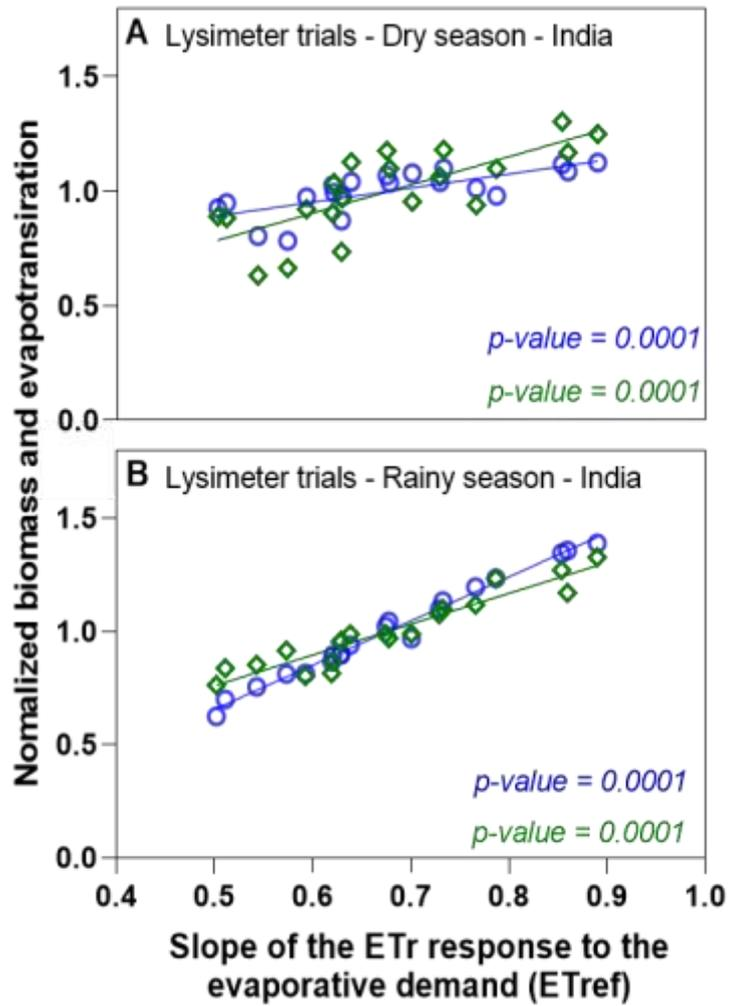 Nomalized biomass and evapotransiration
A Lysimeter trials - Dry season - India
1.5
1.0
0.5
0.0
p-value = 0.0001
p-value = 0.0001
B Lysimeter trials - Rainy season - India
1.5
1.0
0.5
0.0
p-value = 0.0001
p-value = 0.0001
0.4 0.5 0.6 0.7 0.8 0.9 1.0
Slope of the ETr response to the
evaporative demand (ETref)